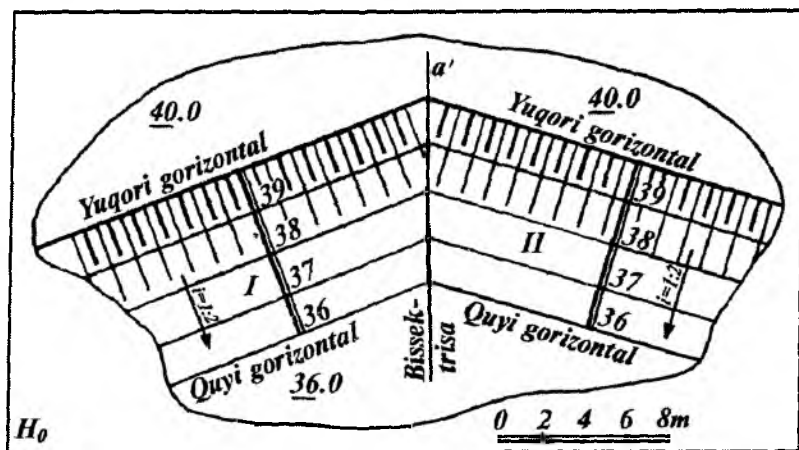 a'
40.0
40.0
Yuqori gorizontal
Yuqori gorizontal
39
39
38
38
II
I
37
37
i=1:2
i=1:2
36
36
Quyi gorizontal
Quyi gorizontal
Bissek-
trisa
36.0
0 2 4 6 8m
H₀